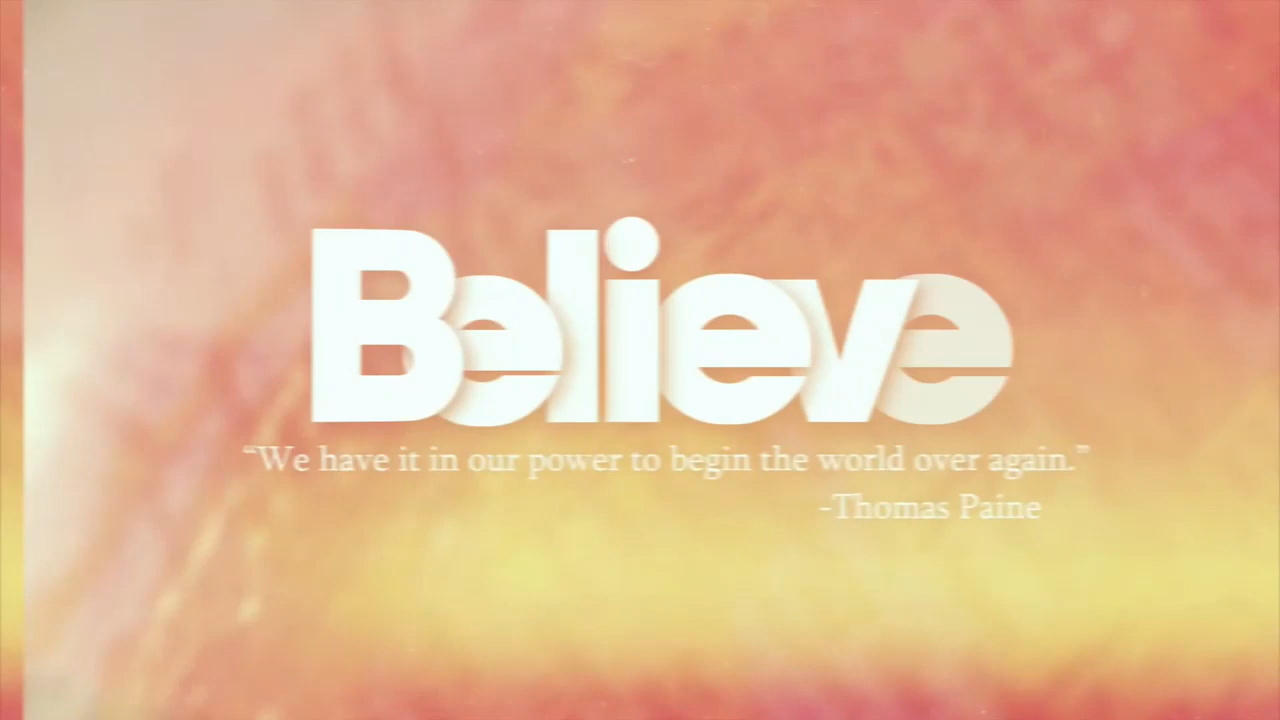 Believe
“We have it in our power to begin the world over again.”
-Thomas Paine